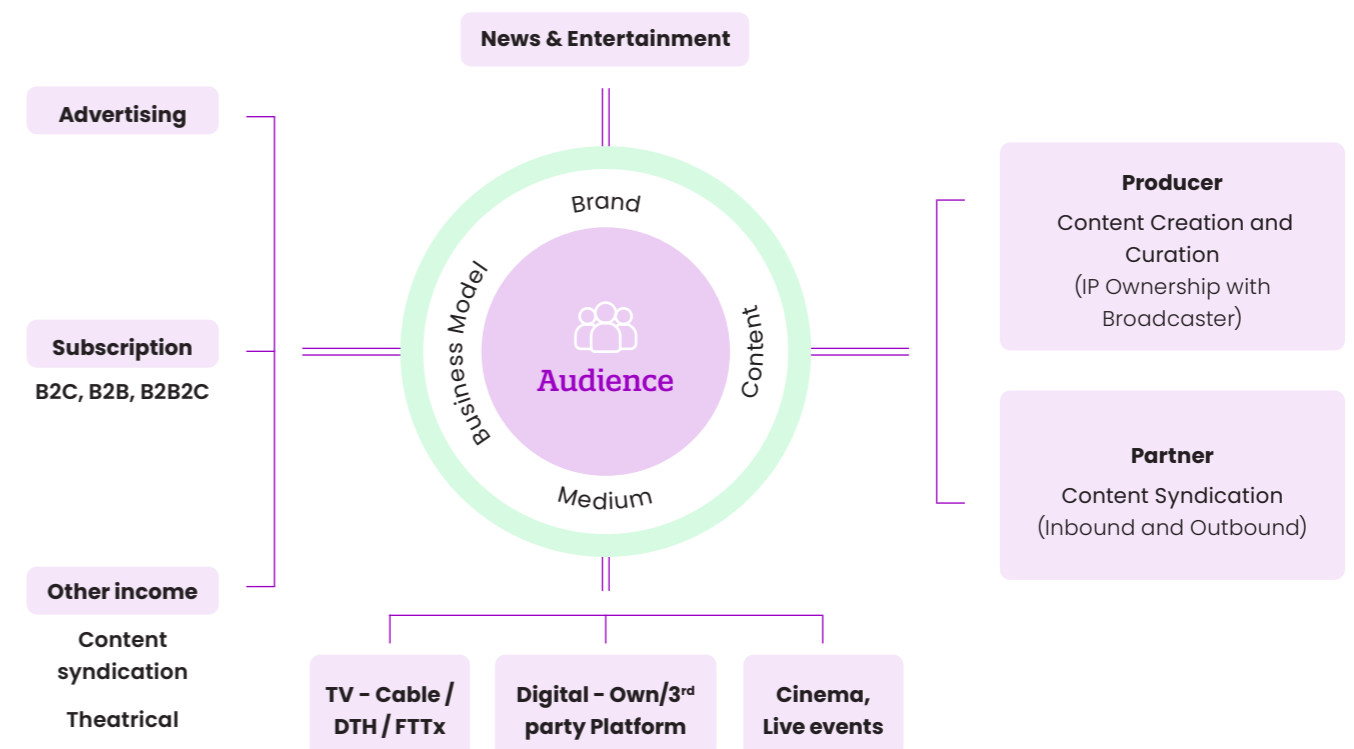 News & Entertainment
Advertising
Subscription
B2C, B2B, B2B2C
Other income
Content
syndication
Theatrical
Brand
Business Model
Audience
Content
Medium
Producer
Content Creation and
Curation
(IP Ownership with
Broadcaster)
Partner
Content Syndication
(Inbound and Outbound)
TV - Cable /
DTH / FTTx
Digital - Own/3rd
party Platform
Cinema,
Live events